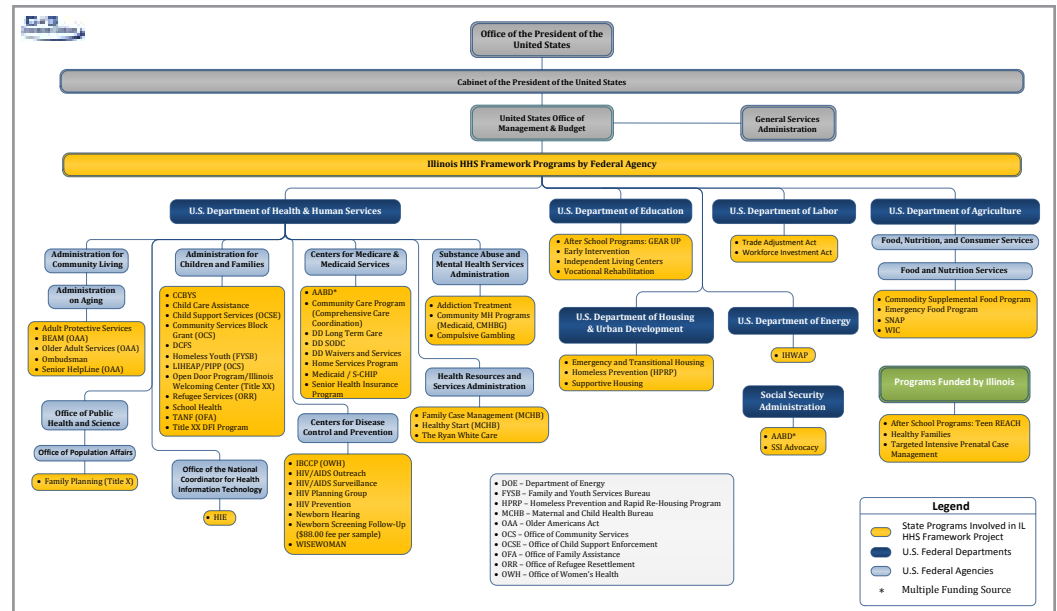 Office of the President of the
United States
Cabinet of the President of the United States
United States Office of
Management & Budget
General Services
Administration
Illinois HHS Framework Programs by Federal Agency
U.S. Department of Health & Human Services
U.S. Department of Education
U.S. Department of Labor
U.S. Department of Agriculture
Administration for
Community Living
Administration
on Aging
• Adult Protective Services
• BEAM (OAA)
• Older Adult Services (OAA)
• Ombudsman
• Senior HelpLine (OAA)
Office of Public
Health and Science
Office of Population Affairs
• Family Planning (Title X)
Administration for
Children and Families
• CCBYS
• Child Care Assistance
• Child Support Services (OCSE)
• Community Services Block
Grant (OCS)
• DCFS
• Homeless Youth (FYSB)
• LIHEAP/PIPP (OCS)
• Open Door Program/Illinois
Welcoming Center (Title XX)
• Refugee Services (ORR)
• School Health
• TANF (OFA)
• Title XX DFI Program
Office of the National
Coordinator for Health
Information Technology
• HIE
Centers for Medicare &
Medicaid Services
• AABD*
• Community Care Program
(Comprehensive Care
Coordination)
• DD Long Term Care
• DD SODC
• DD Waivers and Services
• Home Services Program
• Medicaid / S-CHIP
• Senior Health Insurance
Program
Centers for Disease
Control and Prevention
• IBCCP (OWH)
• HIV/AIDS Outreach
• HIV/AIDS Surveillance
• HIV Planning Group
• HIV Prevention
• Newborn Hearing
• Newborn Screening Follow-Up
($88.00 fee per sample)
• WISEWOMAN
Substance Abuse and
Mental Health Services
Administration
• Addiction Treatment
• Community MH Programs
(Medicaid, CMHBG)
• Compulsive Gambling
Health Resources and
Services Administration
• Family Case Management (MCHB)
• Healthy Start (MCHB)
• The Ryan White Care
• After School Programs: GEAR UP
• Early Intervention
• Independent Living Centers
• Vocational Rehabilitation
U.S. Department of Housing
& Urban Development
• Emergency and Transitional Housing
• Homeless Prevention (HPRP)
• Supportive Housing
• Trade Adjustment Act
• Workforce Investment Act
U.S. Department of Energy
• IHWAP
Social Security
Administration
• AABD*
• SSI Advocacy
Food, Nutrition, and Consumer Services
Food and Nutrition Services
• Commodity Supplemental Food Program
• Emergency Food Program
• SNAP
• WIC
Programs Funded by Illinois
• After School Programs: Teen REACH
• Healthy Families
• Targeted Intensive Prenatal Case
Management
• DOE – Department of Energy
• FYSB – Family and Youth Services Bureau
• HPRP – Homeless Prevention and Rapid Re-Housing Program
• MCHB – Maternal and Child Health Bureau
• OAA – Older Americans Act
• OCS – Office of Community Services
• OCSE – Office of Child Support Enforcement
• OFA – Office of Family Assistance
• ORR – Office of Refugee Resettlement
• OWH – Office of Women's Health
Legend
State Programs Involved in IL
HHS Framework Project
U.S. Federal Departments
U.S. Federal Agencies
* Multiple Funding Source